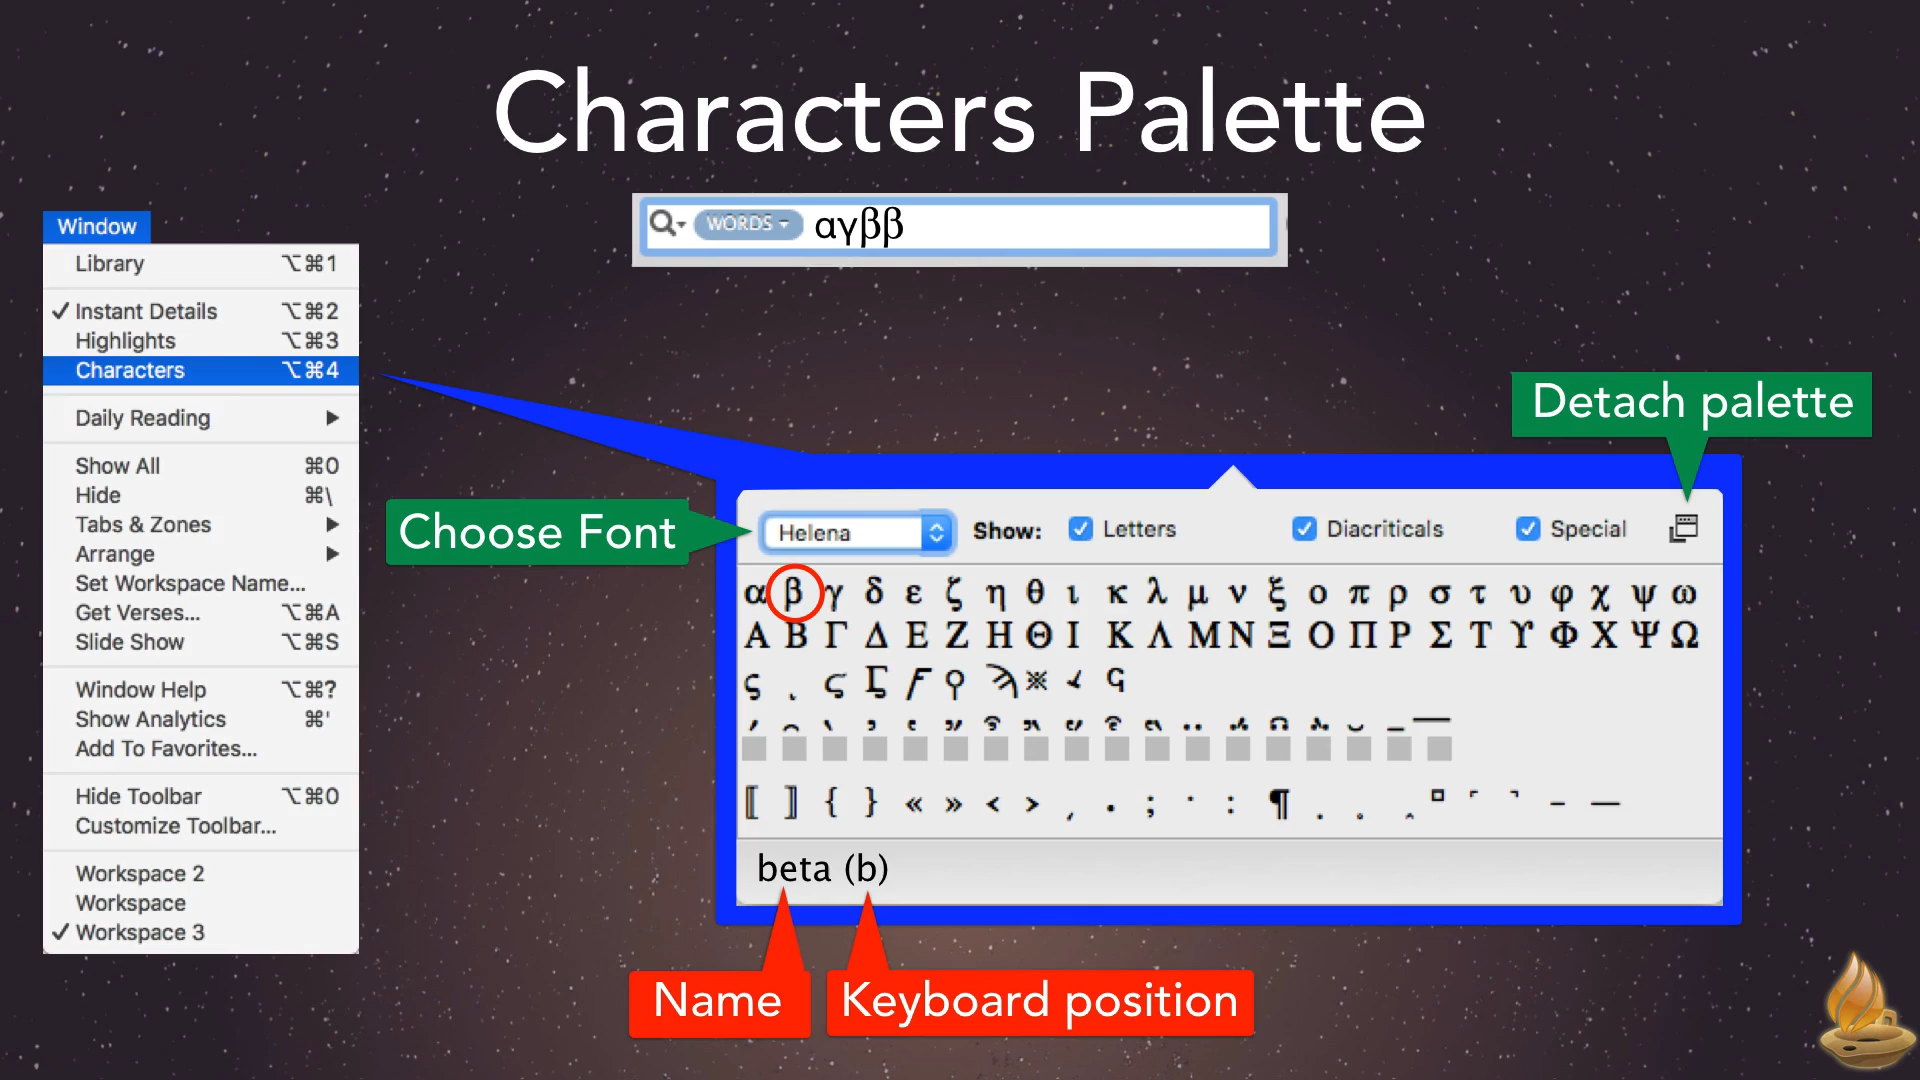 Characters Palette
WORDS αγββ
Window
Library ⌥⌘1
✓ Instant Details ⌥⌘2
Highlights ⌥⌘3
Characters ⌥⌘4
Daily Reading ▶
Show All ⌘0
Hide ⌘\
Tabs & Zones ▶
Arrange ▶
Set Workspace Name...
Get Verses... ⌥⌘A
Slide Show ⌥⌘S
Window Help ⌥⌘?
Show Analytics ⌘'
Add To Favorites...
Hide Toolbar ⌥⌘0
Customize Toolbar...
Workspace 2
Workspace
✓ Workspace 3
Detach palette
Choose Font
Helena Show: Letters Diacriticals Special
α β γ δ ε ζ η θ ι κ λ μ ν ξ ο π ρ σ τ υ φ χ ψ ω
Α Β Γ Δ Ε Ζ Η Θ Ι Κ Λ Μ Ν Ξ Ο Π Ρ Σ Τ ϒ Φ Χ Ψ Ω
ς
⟦ ⟧ { } « » < > , • ; · : ¶ – —
beta (b)
Name
Keyboard position